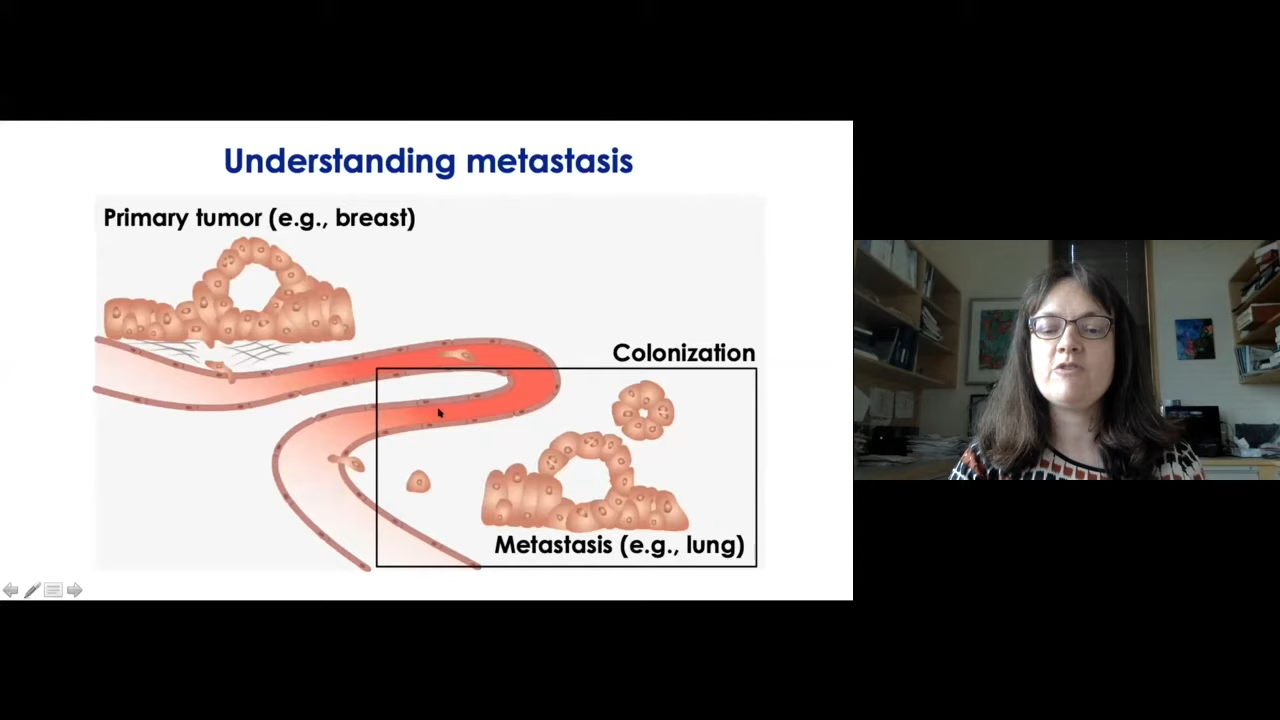 Understanding metastasis
Primary tumor (e.g., breast)
Colonization
Metastasis (e.g., lung)